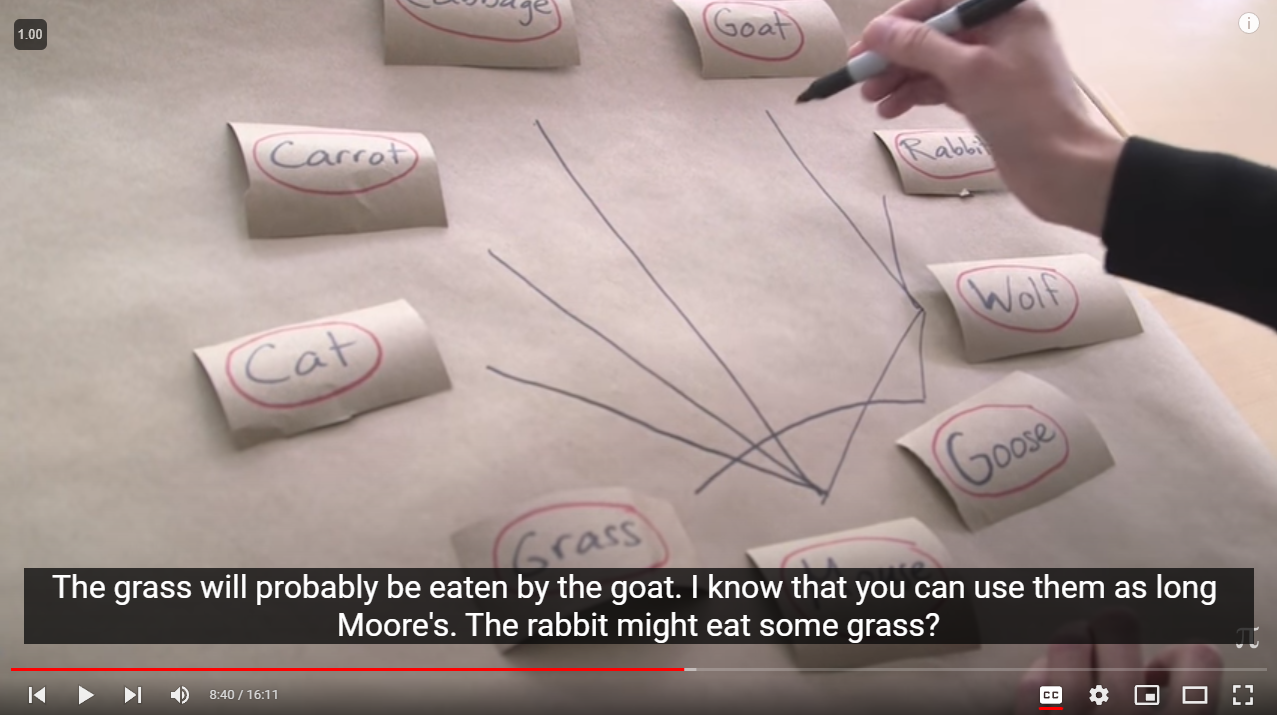 1.00
Cabbage
Goat
Carrot
Rabbit
Wolf
Cat
Goose
Grass
Mouse
The grass will probably be eaten by the goat. I know that you can use them as long
Moore's. The rabbit might eat some grass?
π
8:40 / 16:11
CC